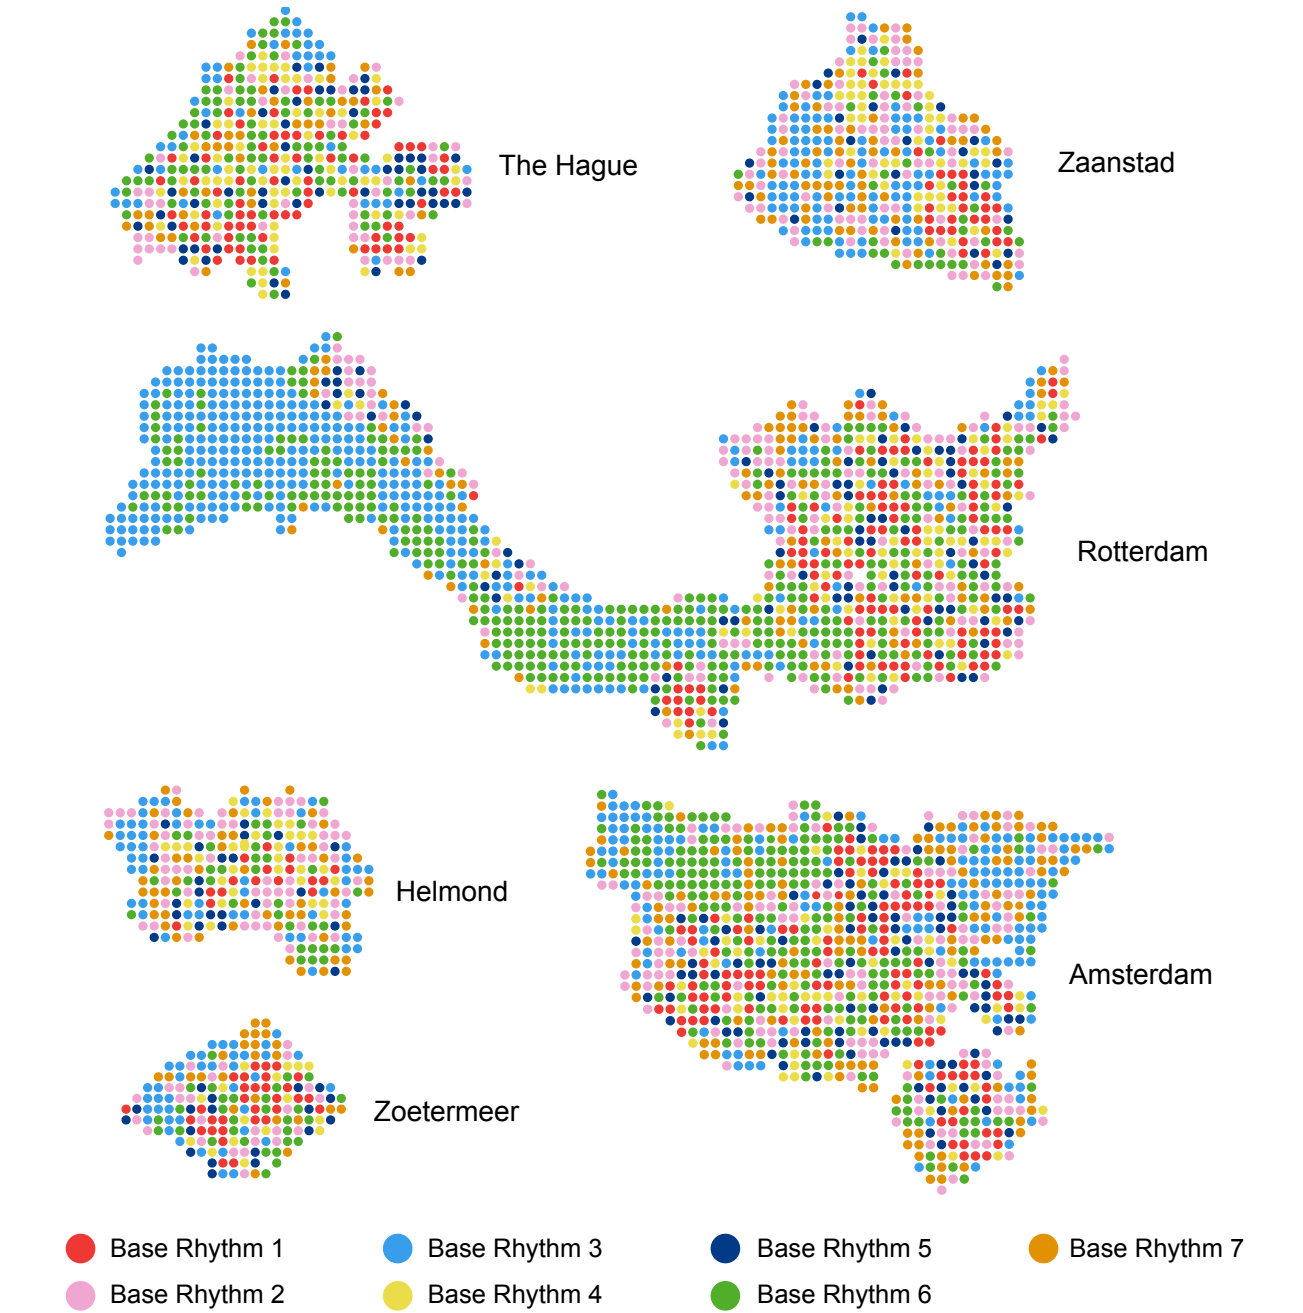 The Hague
Zaanstad
Rotterdam
Helmond
Amsterdam
Zoetermeer
Base Rhythm 1
Base Rhythm 3
Base Rhythm 5
Base Rhythm 7
Base Rhythm 2
Base Rhythm 4
Base Rhythm 6